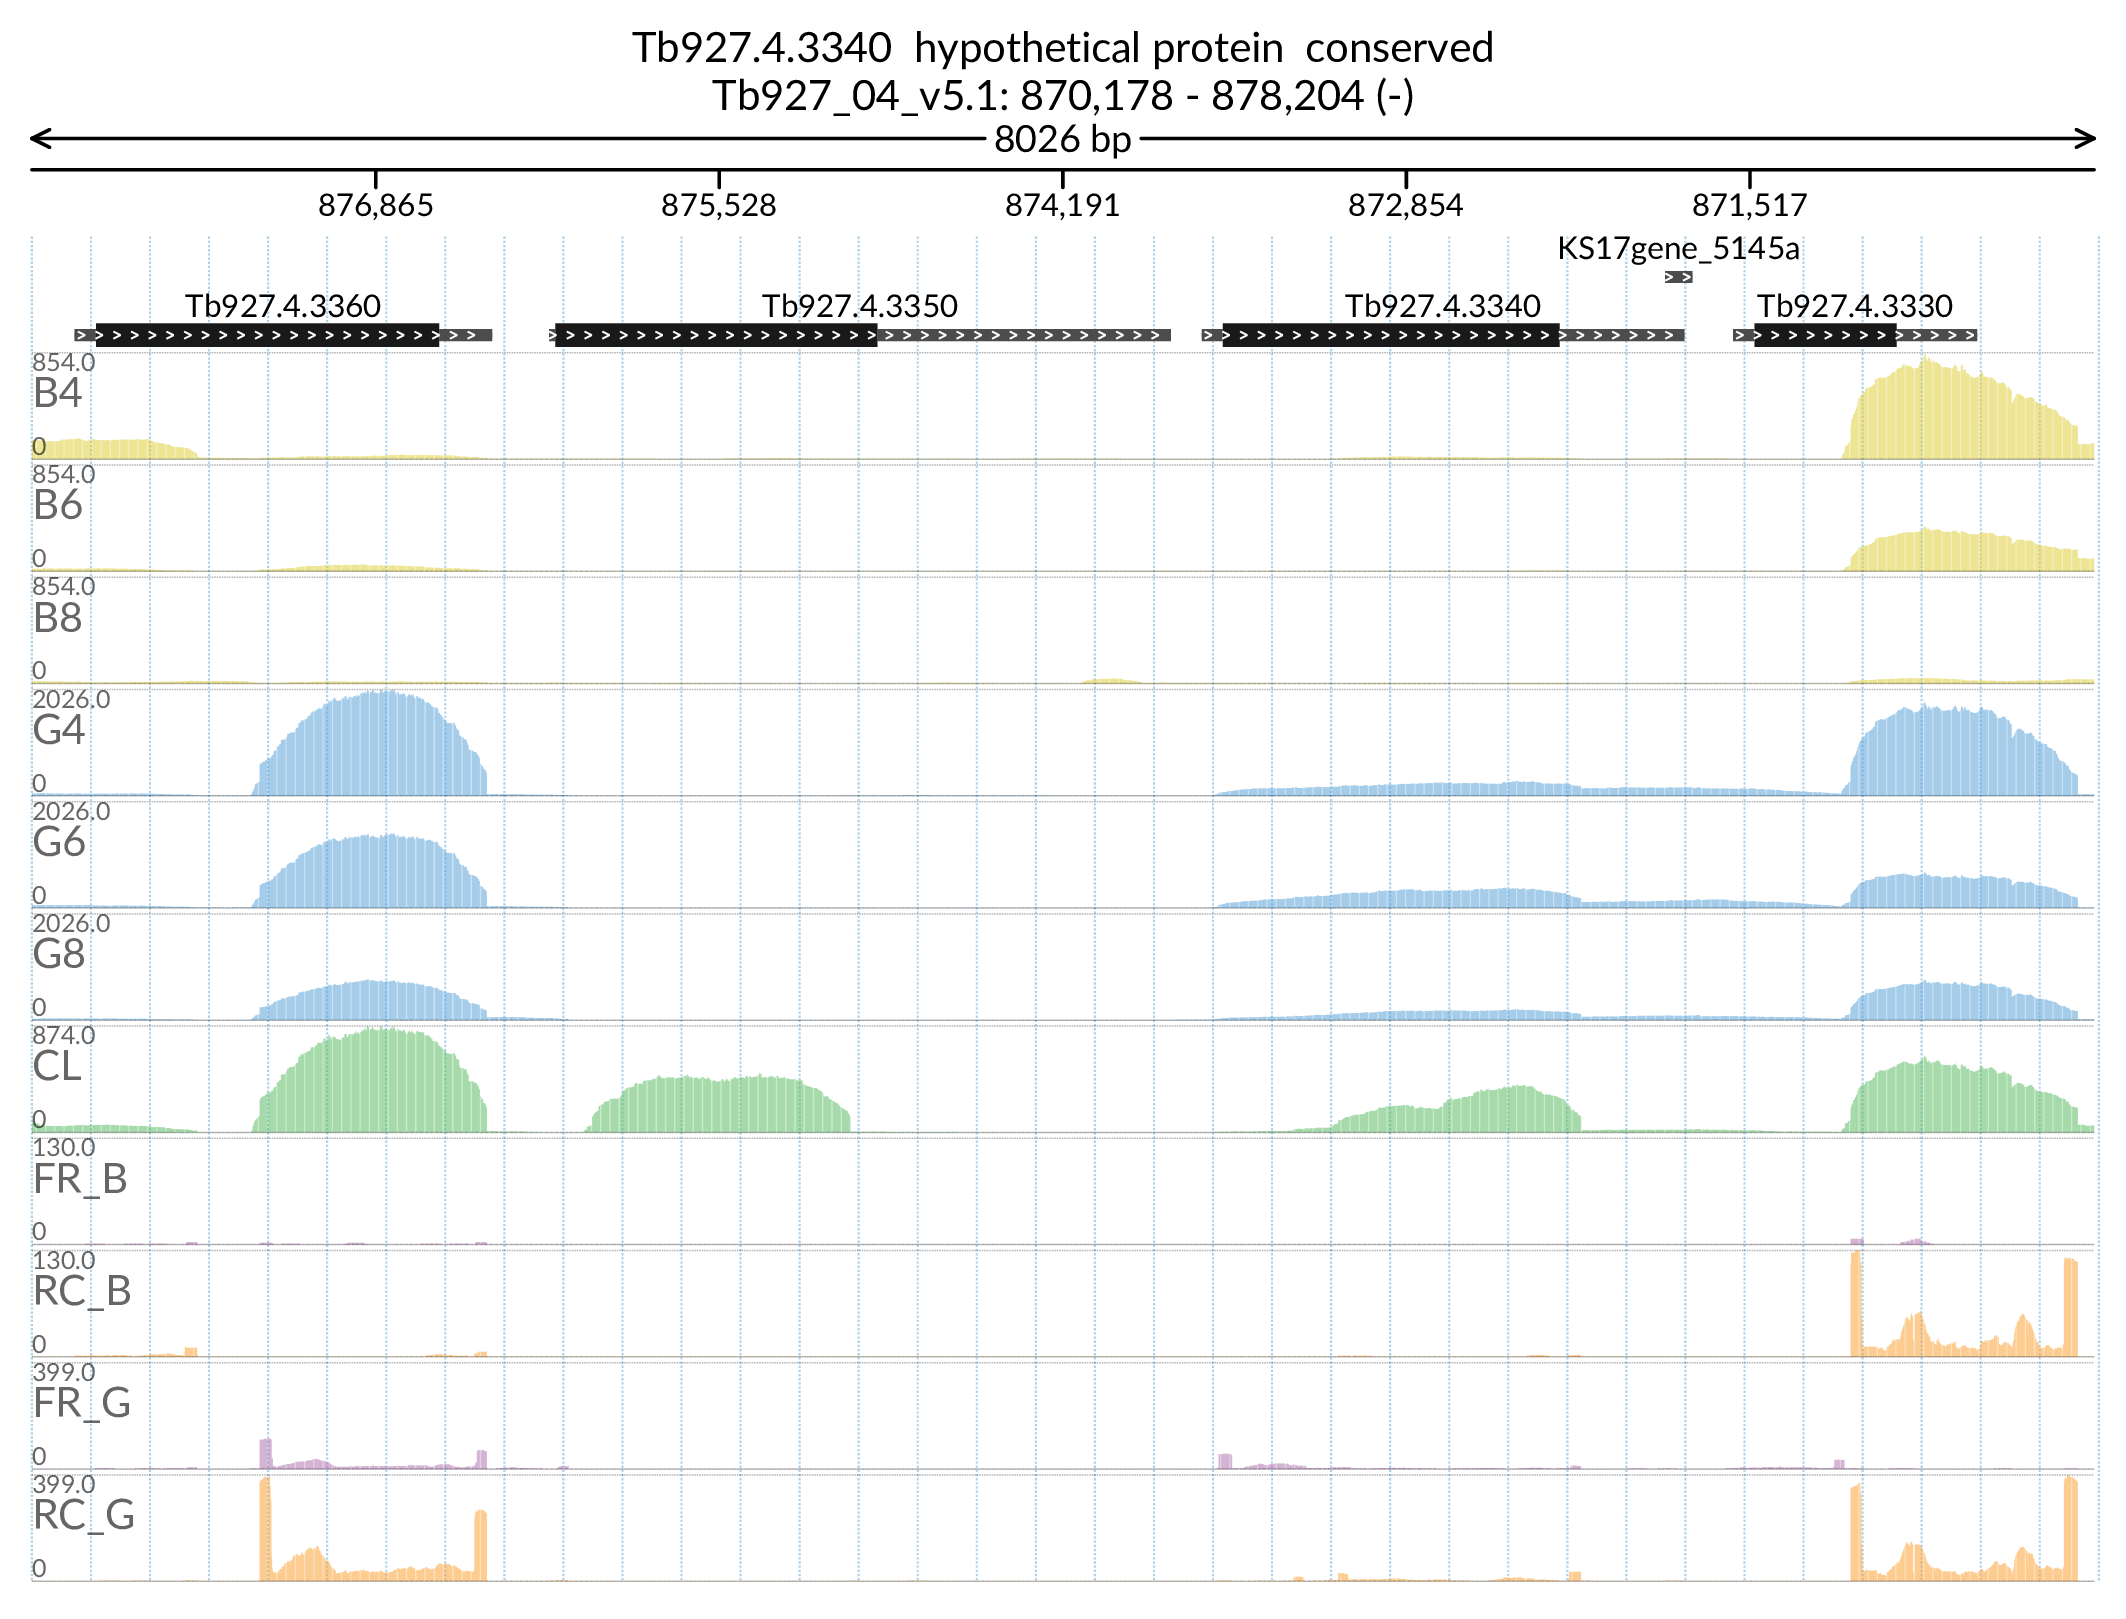 Tb927.4.3340  hypothetical protein  conserved
Tb927_04_v5.1: 870,178 - 878,204 (-)
8026 bp
876,865 875,528 874,191 872,854 871,517
KS17gene_5145a
Tb927.4.3360 Tb927.4.3350 Tb927.4.3340 Tb927.4.3330
854.0
B4
0
854.0
B6
0
854.0
B8
0
2026.0
G4
0
2026.0
G6
0
2026.0
G8
0
874.0
CL
0
130.0
FR_B
0
130.0
RC_B
0
399.0
FR_G
0
399.0
RC_G
0